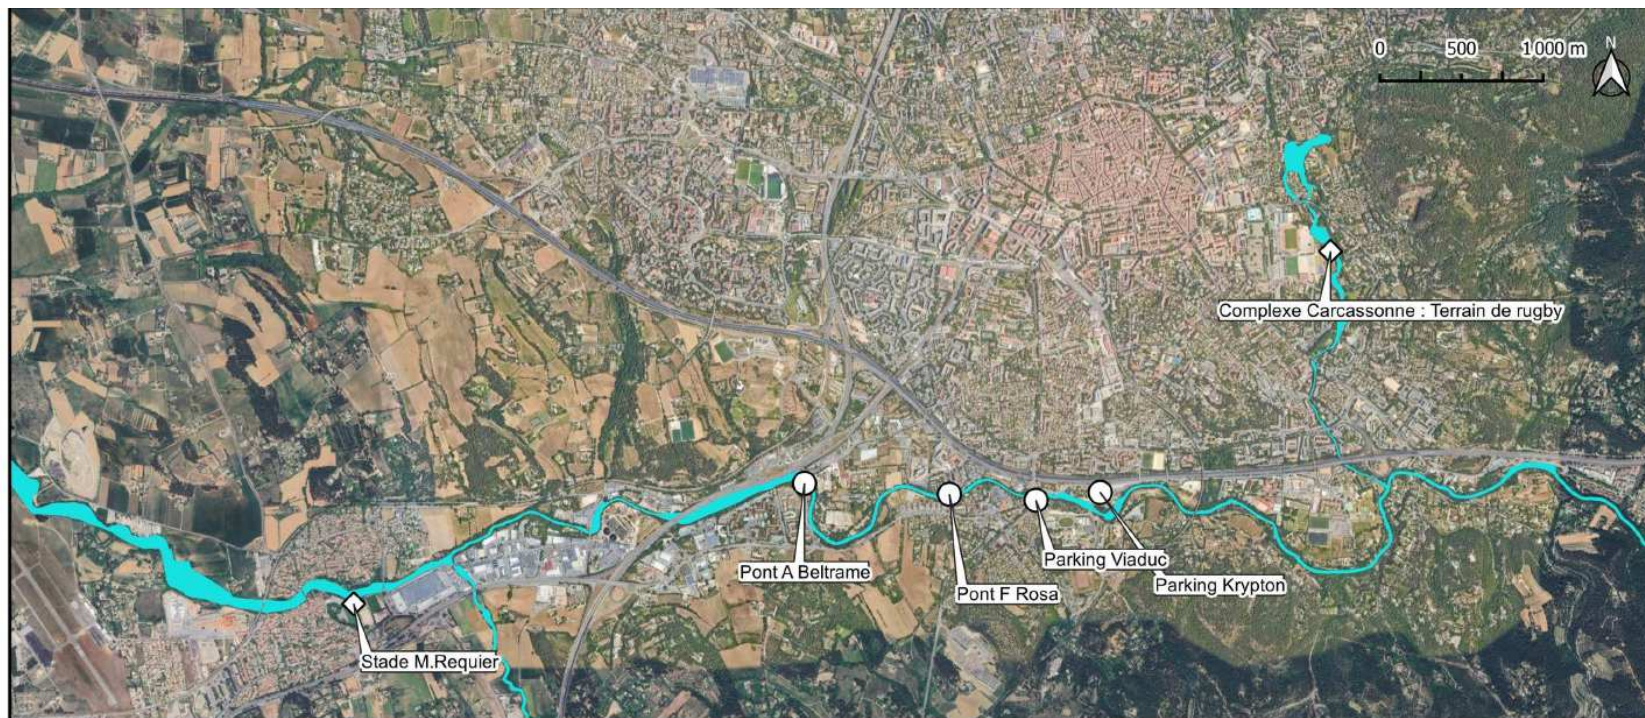 0 500 1 000 m
N
Complexe Carcassonne : Terrain de rugby
Parking Viaduc
Pont A Beltrame
Parking Krypton
Pont F Rosa
Stade M.Requier